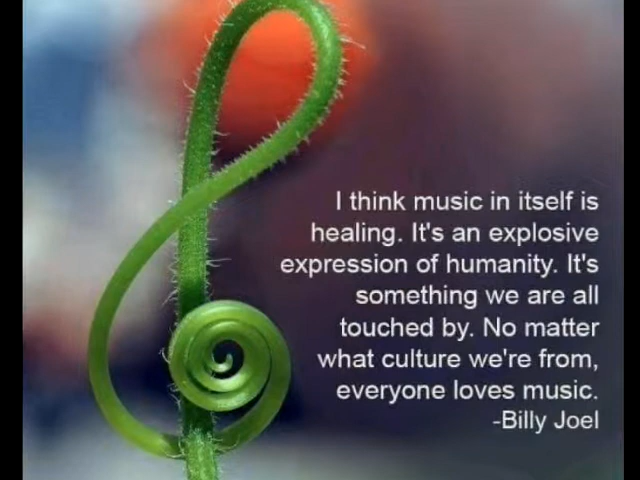 I think music in itself is
healing. It's an explosive
expression of humanity. It's
something we are all
touched by. No matter
what culture we're from,
everyone loves music.
-Billy Joel